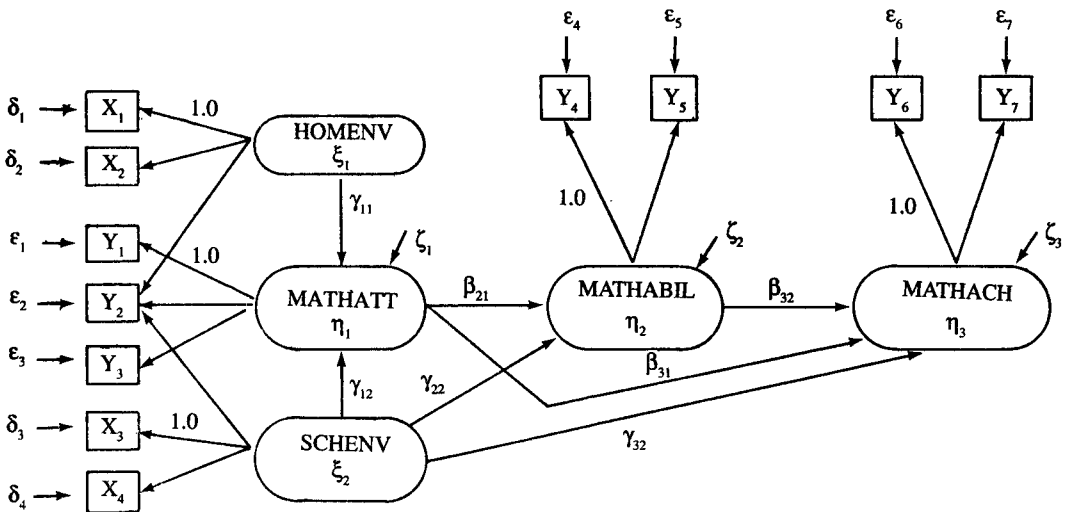 ε₄ ε₅ ε₆ ε₇
Y₄ Y₅ Y₆ Y₇
δ₁ X₁ 1.0
HOMENV
ξ₁
δ₂ X₂
γ₁₁
1.0 1.0
ε₁ Y₁ 1.0 ζ₁ ζ₂ ζ₃
ε₂ Y₂
MATHATT
η₁
β₂₁
MATHABIL
η₂
β₃₂
MATHACH
η₃
ε₃ Y₃
γ₁₂ γ₂₂ β₃₁
δ₃ X₃ 1.0
SCHENV
ξ₂
γ₃₂
δ₄ X₄